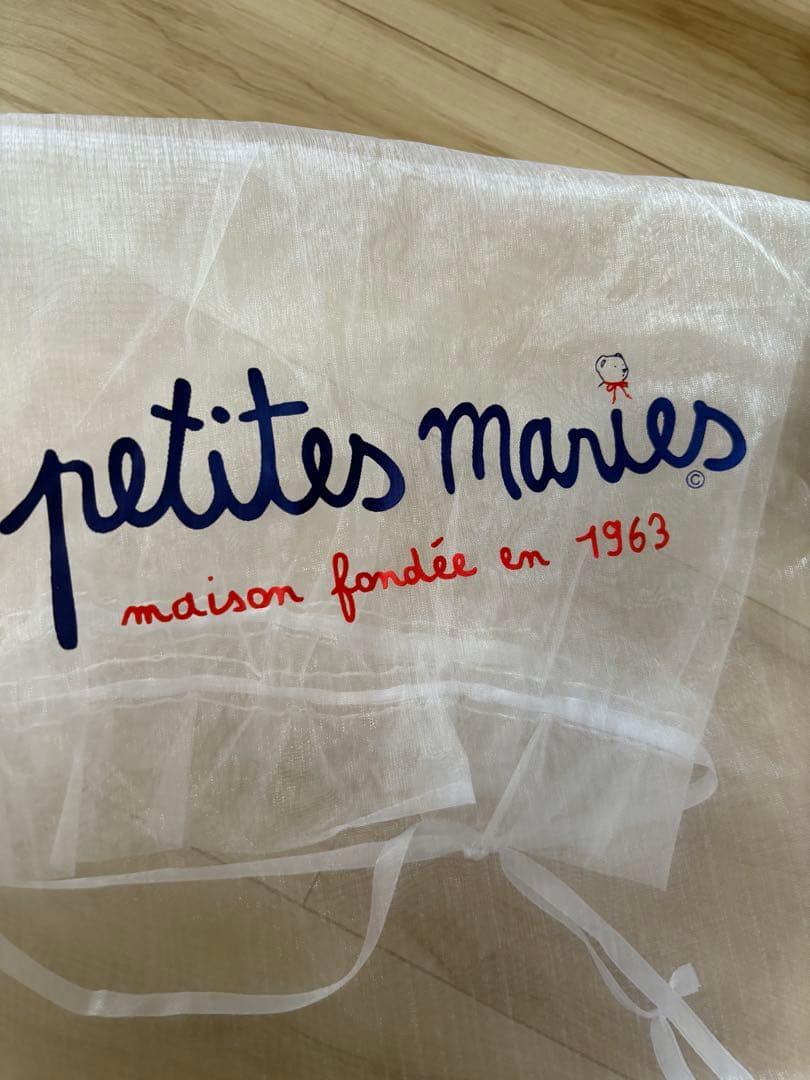 petites maries
©
maison fondée en 1963